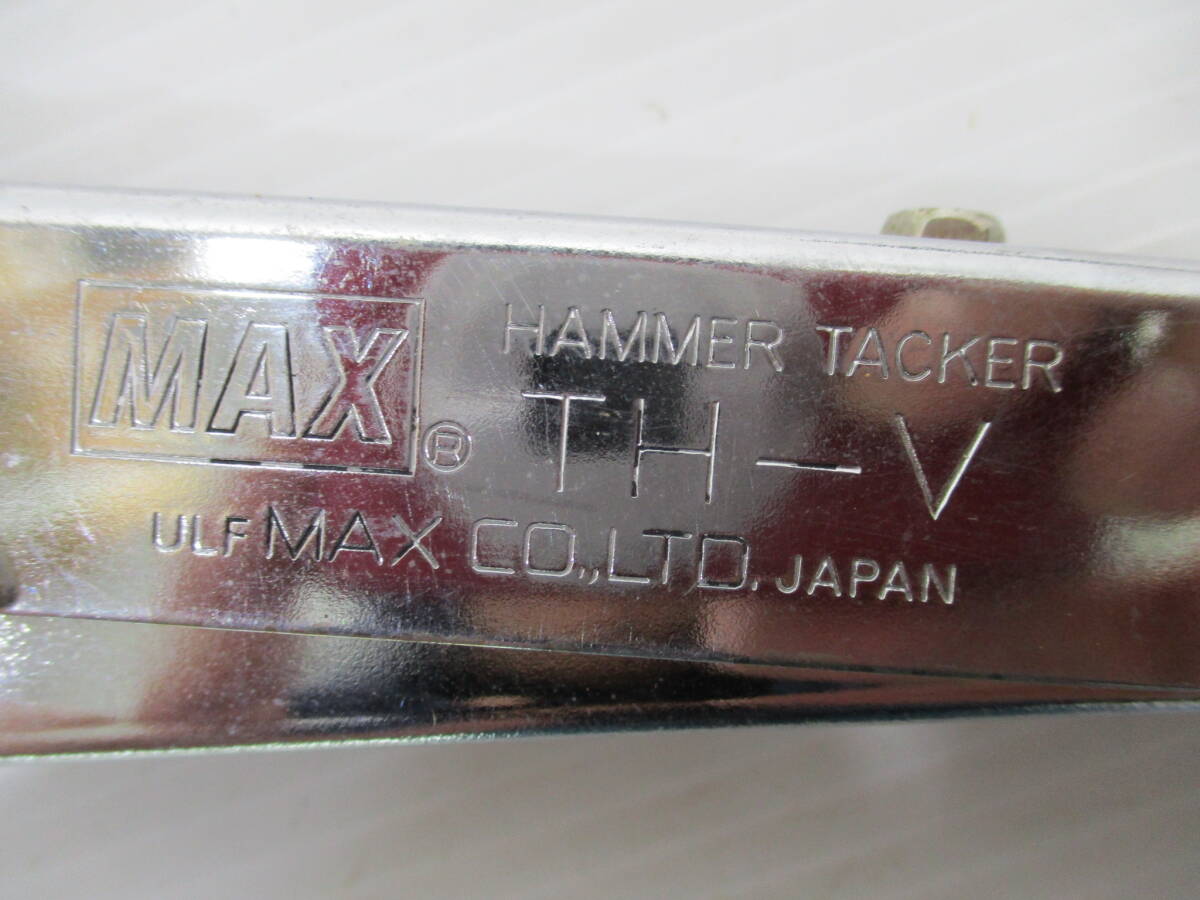 MAX®
HAMMER TACKER
TH-V
ULF MAX CO.,LTD. JAPAN